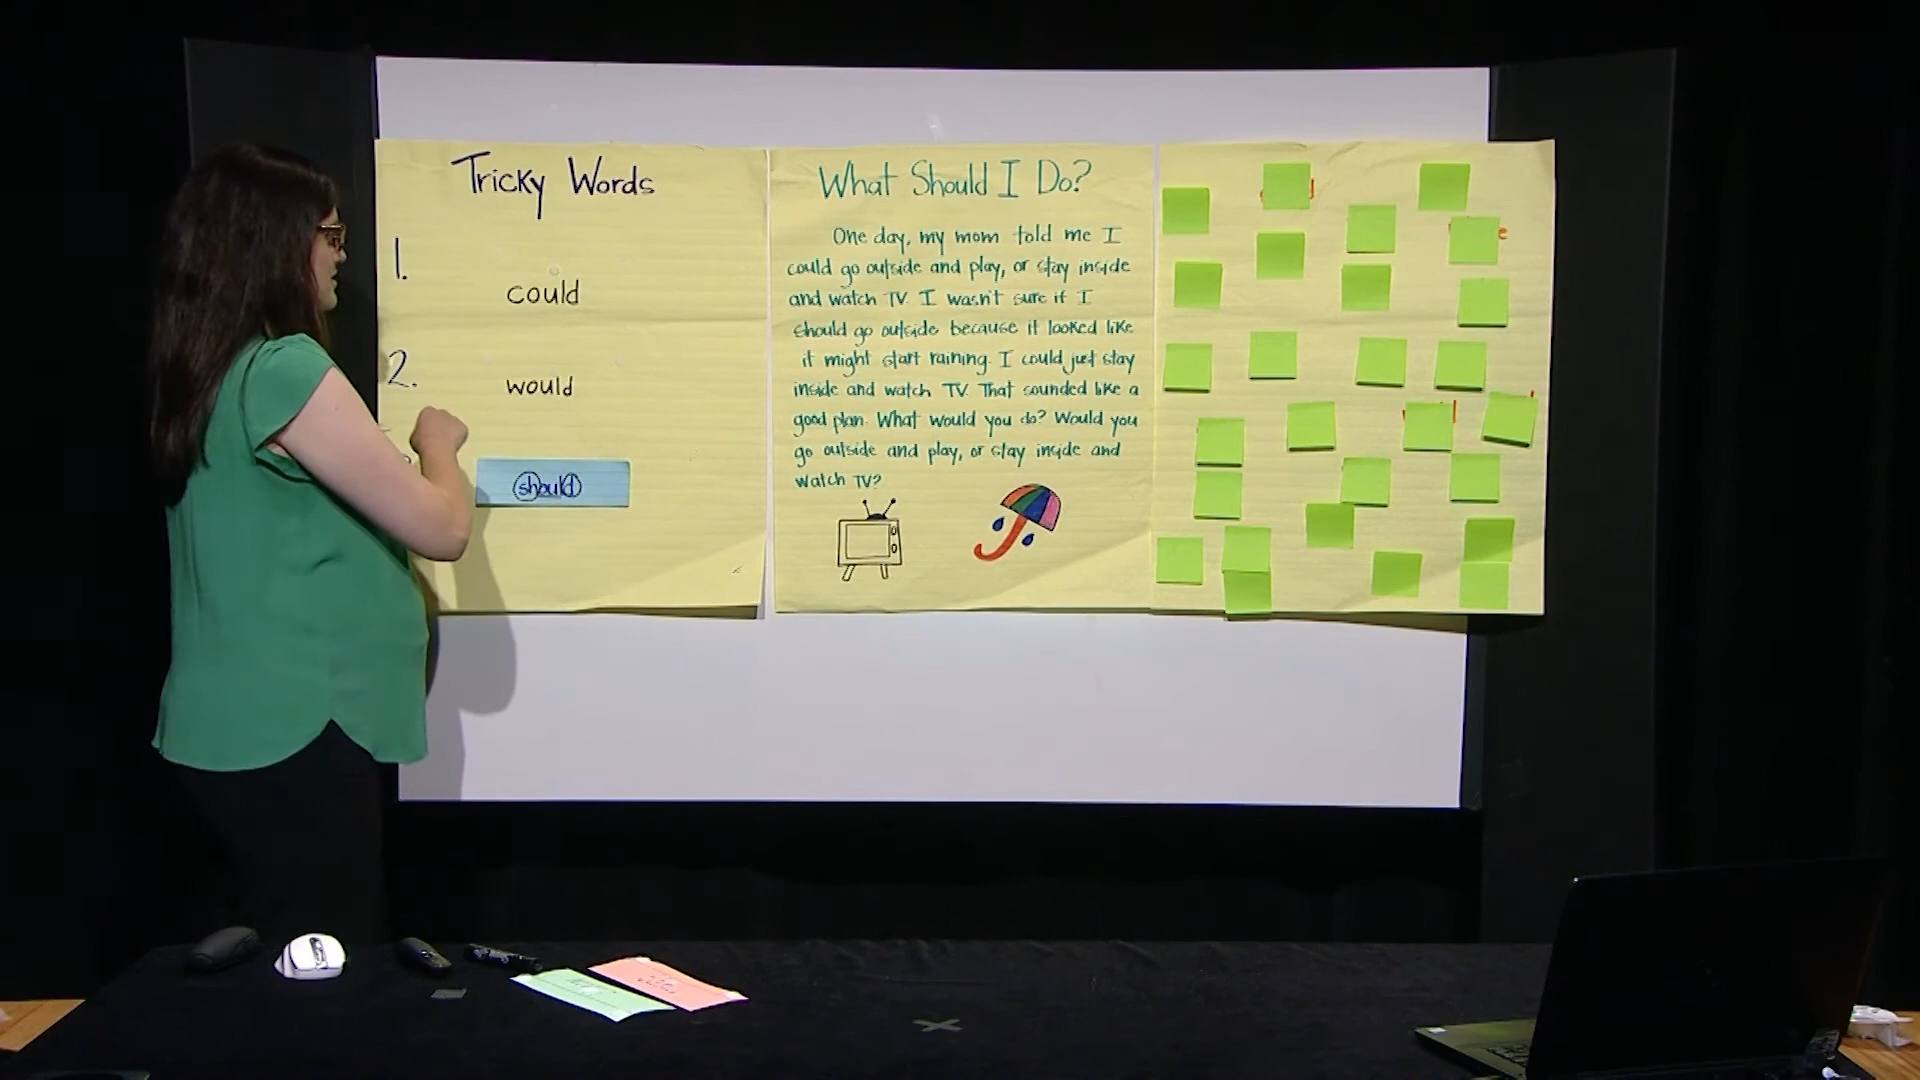 Tricky Words
1.
could
2.
would
should
What Should I Do?
One day, my mom told me I
could go outside and play, or stay inside
and watch TV. I wasn't sure if I
should go outside because it looked like
it might start raining. I could just stay
inside and watch TV. That sounded like a
good plan. What would you do? Would you
go outside and play, or stay inside and
watch TV?